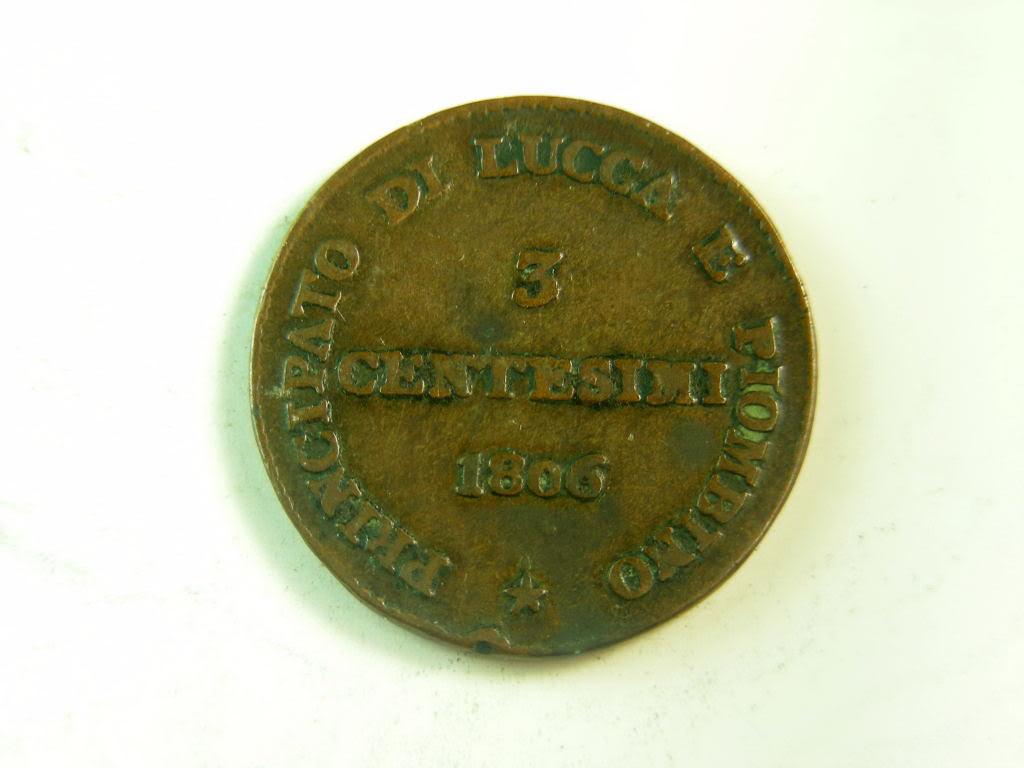 PRINCIPATO DI LUCCA E PIOMBINO
3
CENTESIMI
1806